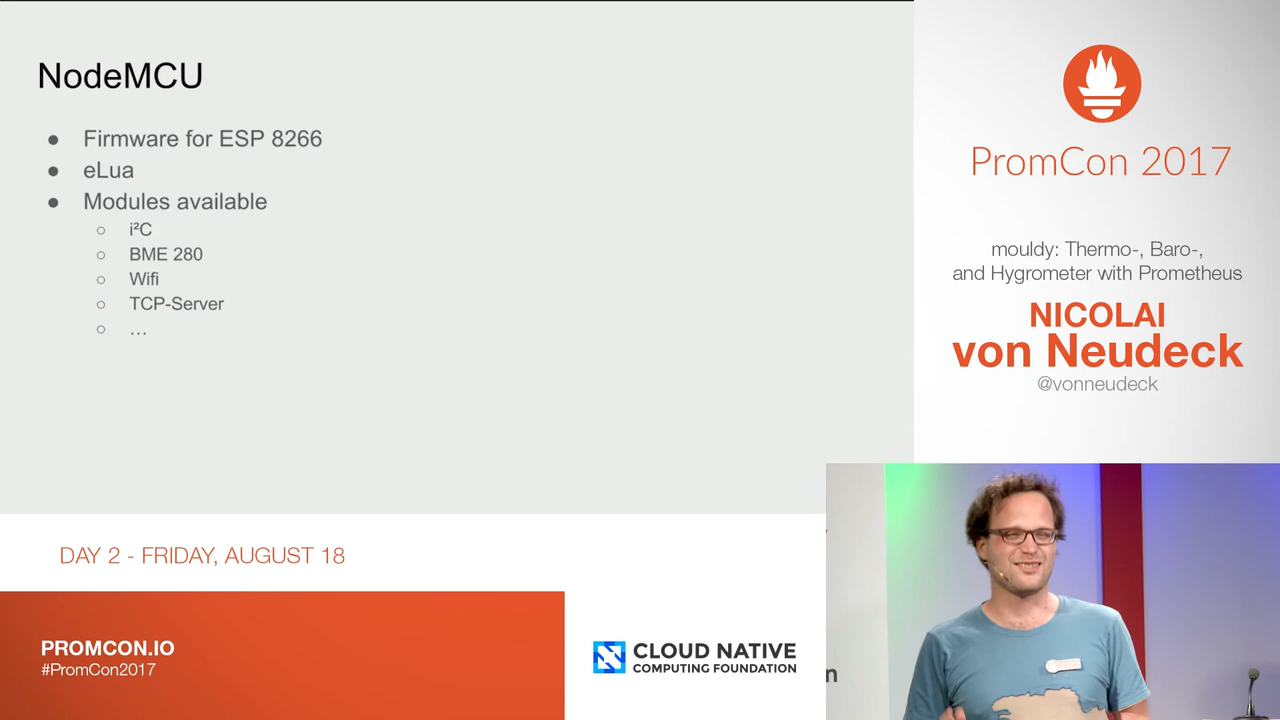 NodeMCU
● Firmware for ESP 8266
● eLua
● Modules available
○ i²C
○ BME 280
○ Wifi
○ TCP-Server
○ ...
PromCon 2017
mouldy: Thermo-, Baro-,
and Hygrometer with Prometheus
NICOLAI
von Neudeck
@vonneudeck
DAY 2 - FRIDAY, AUGUST 18
PROMCON.IO
#PromCon2017
CLOUD NATIVE
COMPUTING FOUNDATION
n